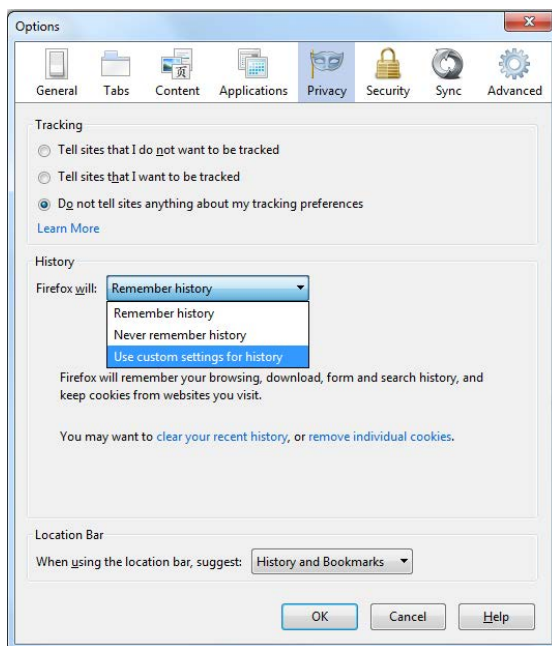 Options
General Tabs Content Applications Privacy Security Sync Advanced
Tracking
Tell sites that I do not want to be tracked
Tell sites that I want to be tracked
Do not tell sites anything about my tracking preferences
Learn More
History
Firefox will: Remember history
Remember history
Never remember history
Use custom settings for history
Firefox will remember your browsing, download, form and search history, and
keep cookies from websites you visit.
You may want to clear your recent history, or remove individual cookies.
Location Bar
When using the location bar, suggest: History and Bookmarks
OK Cancel Help